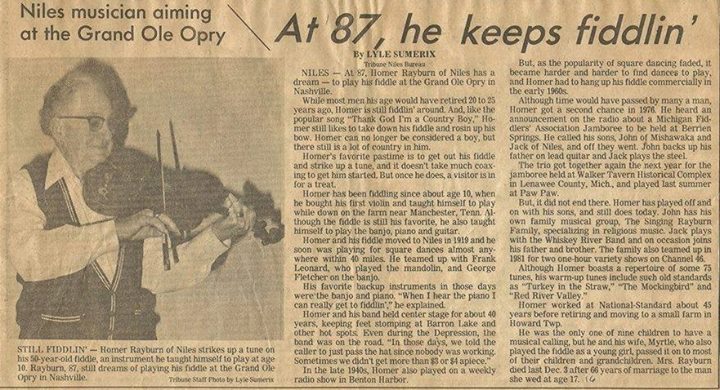 Niles musician aiming
at the Grand Ole Opry
At 87, he keeps fiddlin'
By LYLE SUMERIX
Tribune Niles Bureau
NILES — At 87, Homer Rayburn of Niles has a
dream — to play his fiddle at the Grand Ole Opry in
Nashville.
While most men his age would have retired 20 to 25
years ago, Homer is still fiddlin' around. And, like the
popular song "Thank God I'm a Country Boy," Ho-
mer still likes to take down his fiddle and rosin up his
bow. Homer can no longer be considered a boy, but
there still is a lot of country in him.
Homer's favorite pastime is to get out his fiddle
and strike up a tune, and it doesn't take much coax-
ing to get him started. But once he does, a visitor is in
for a treat.
Homer has been fiddling since about age 10, when
he bought his first violin and taught himself to play
while down on the farm near Manchester, Tenn. Al-
though the fiddle is still his favorite, he also taught
himself to play the banjo, piano and guitar.
Homer and his fiddle moved to Niles in 1919 and he
soon was playing for square dances almost any-
where within 40 miles. He teamed up with Frank
Leonard, who played the mandolin, and George
Fletcher on the banjo.
His favorite backup instruments in those days
were the banjo and piano. "When I hear the piano I
can really get to fiddlin'," he explained.
Homer and his band held center stage for about 40
years, keeping feet stomping at Barron Lake and
other hot spots. Even during the Depression, the
band was on the road. "In those days, we told the
caller to just pass the hat since nobody was working.
Sometimes we didn't get more than $3 or $4 apiece."
In the late 1940s, Homer also played on a weekly
radio show in Benton Harbor.
But, as the popularity of square dancing faded, it
became harder and harder to find dances to play,
and Homer had to hang up his fiddle commercially in
the early 1960s.
Although time would have passed by many a man,
Homer got a second chance in 1976. He heard an
announcement on the radio about a Michigan Fid-
dlers' Association Jamboree to be held at Berrien
Springs. He called his sons, John of Mishawaka and
Jack of Niles, and off they went. John backs up his
father on lead guitar and Jack plays the steel.
The trio got together again the next year for the
jamboree held at Walker Tavern Historical Complex
in Lenawee County, Mich., and played last summer
at Paw Paw.
But, it did not end there. Homer has played off and
on with his sons, and still does today. John has his
own family musical group, The Singing Rayburn
Family, specializing in religious music. Jack plays
with the Whiskey River Band and on occasion joins
his father and brother. The family also teamed up in
1981 for two one-hour variety shows on Channel 46.
Although Homer boasts a repertoire of some 75
tunes, his warm-up tunes include such old standards
as "Turkey in the Straw," "The Mockingbird" and
"Red River Valley."
Homer worked at National-Standard about 45
years before retiring and moving to a small farm in
Howard Twp.
He was the only one of nine children to have a
musical calling, but he and his wife, Myrtle, who also
played the fiddle as a young girl, passed it on to most
of their children and grandchildren. Mrs. Rayburn
died last Dec. 3 after 66 years of marriage to the man
she wed at age 17.
STILL FIDDLIN' — Homer Rayburn of Niles strikes up a tune on
his 50-year-old fiddle, an instrument he taught himself to play at age
10. Rayburn, 87, still dreams of playing his fiddle at the Grand Ole
Opry in Nashville.
Tribune Staff Photo by Lyle Sumerix